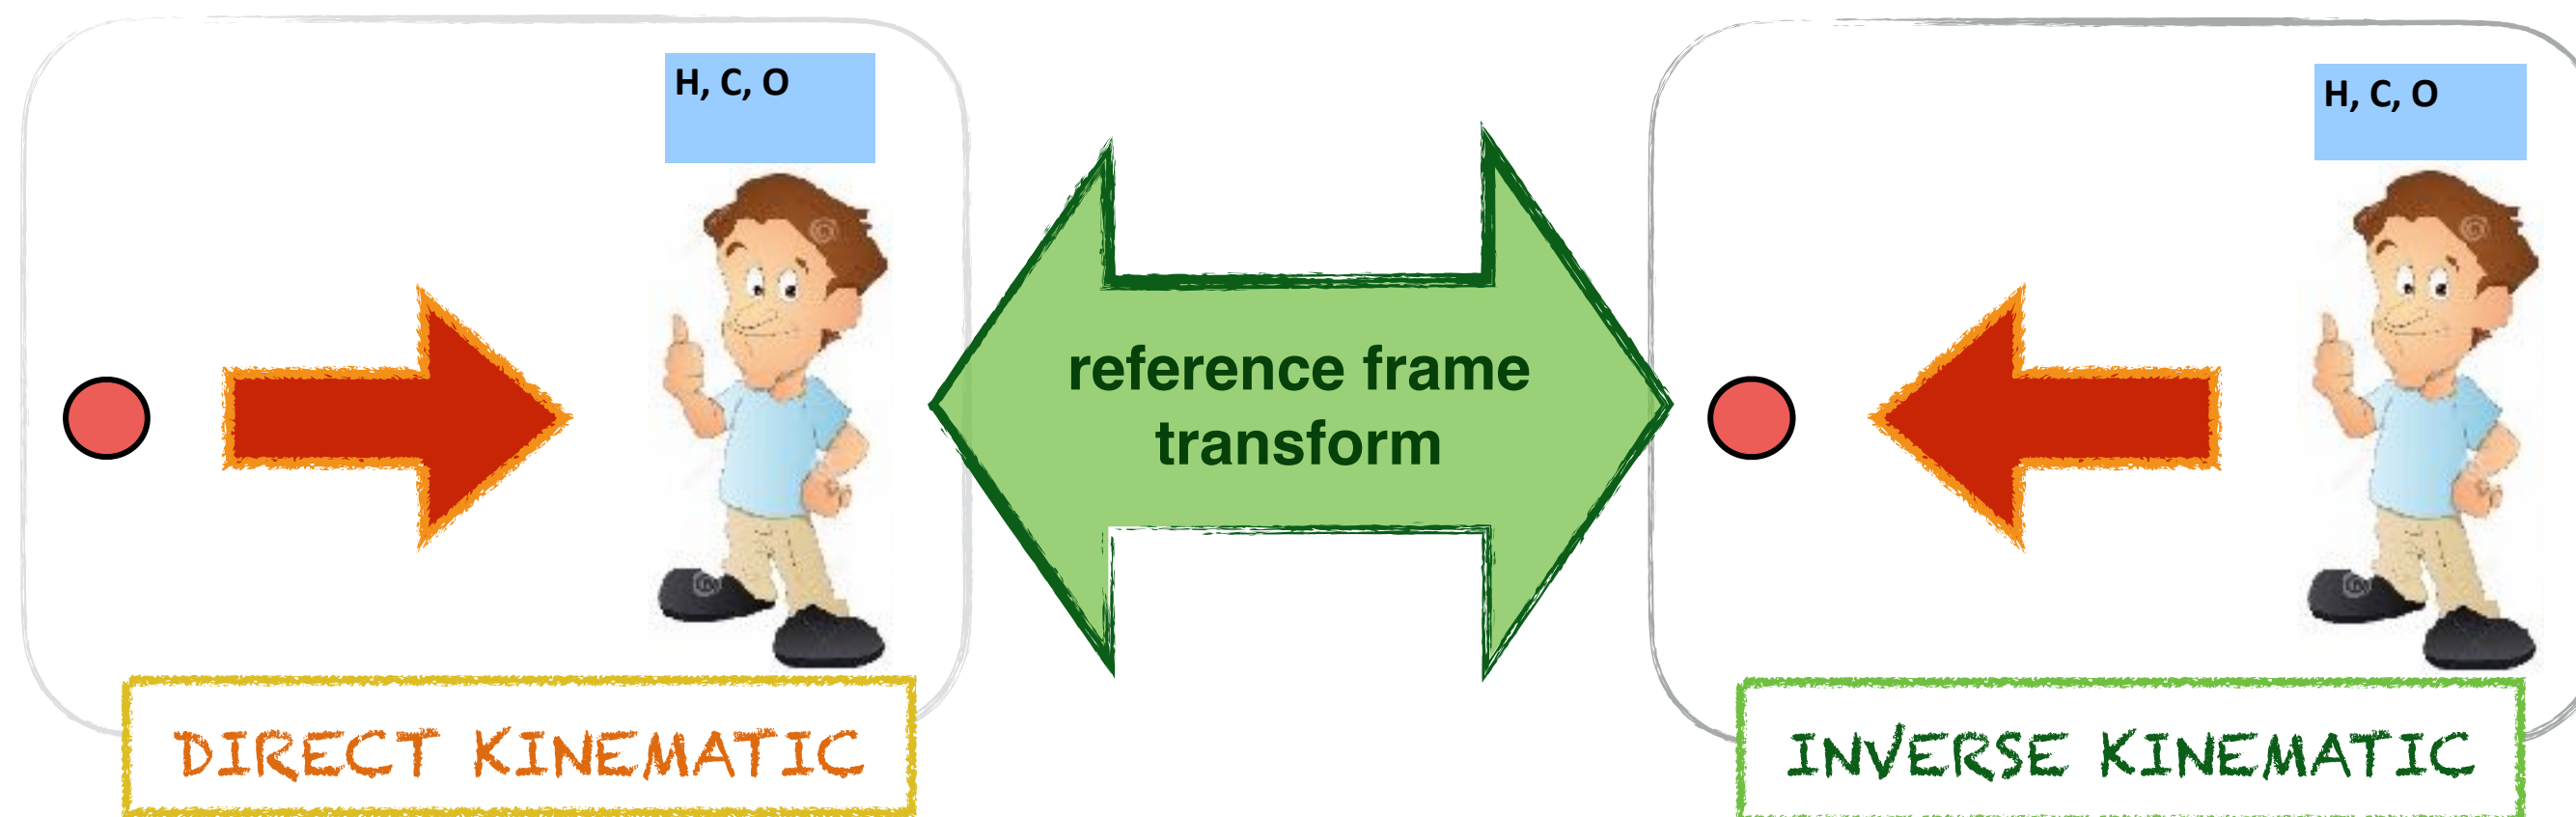 H, C, O
H, C, O
reference frame
transform
DIRECT KINEMATIC
INVERSE KINEMATIC